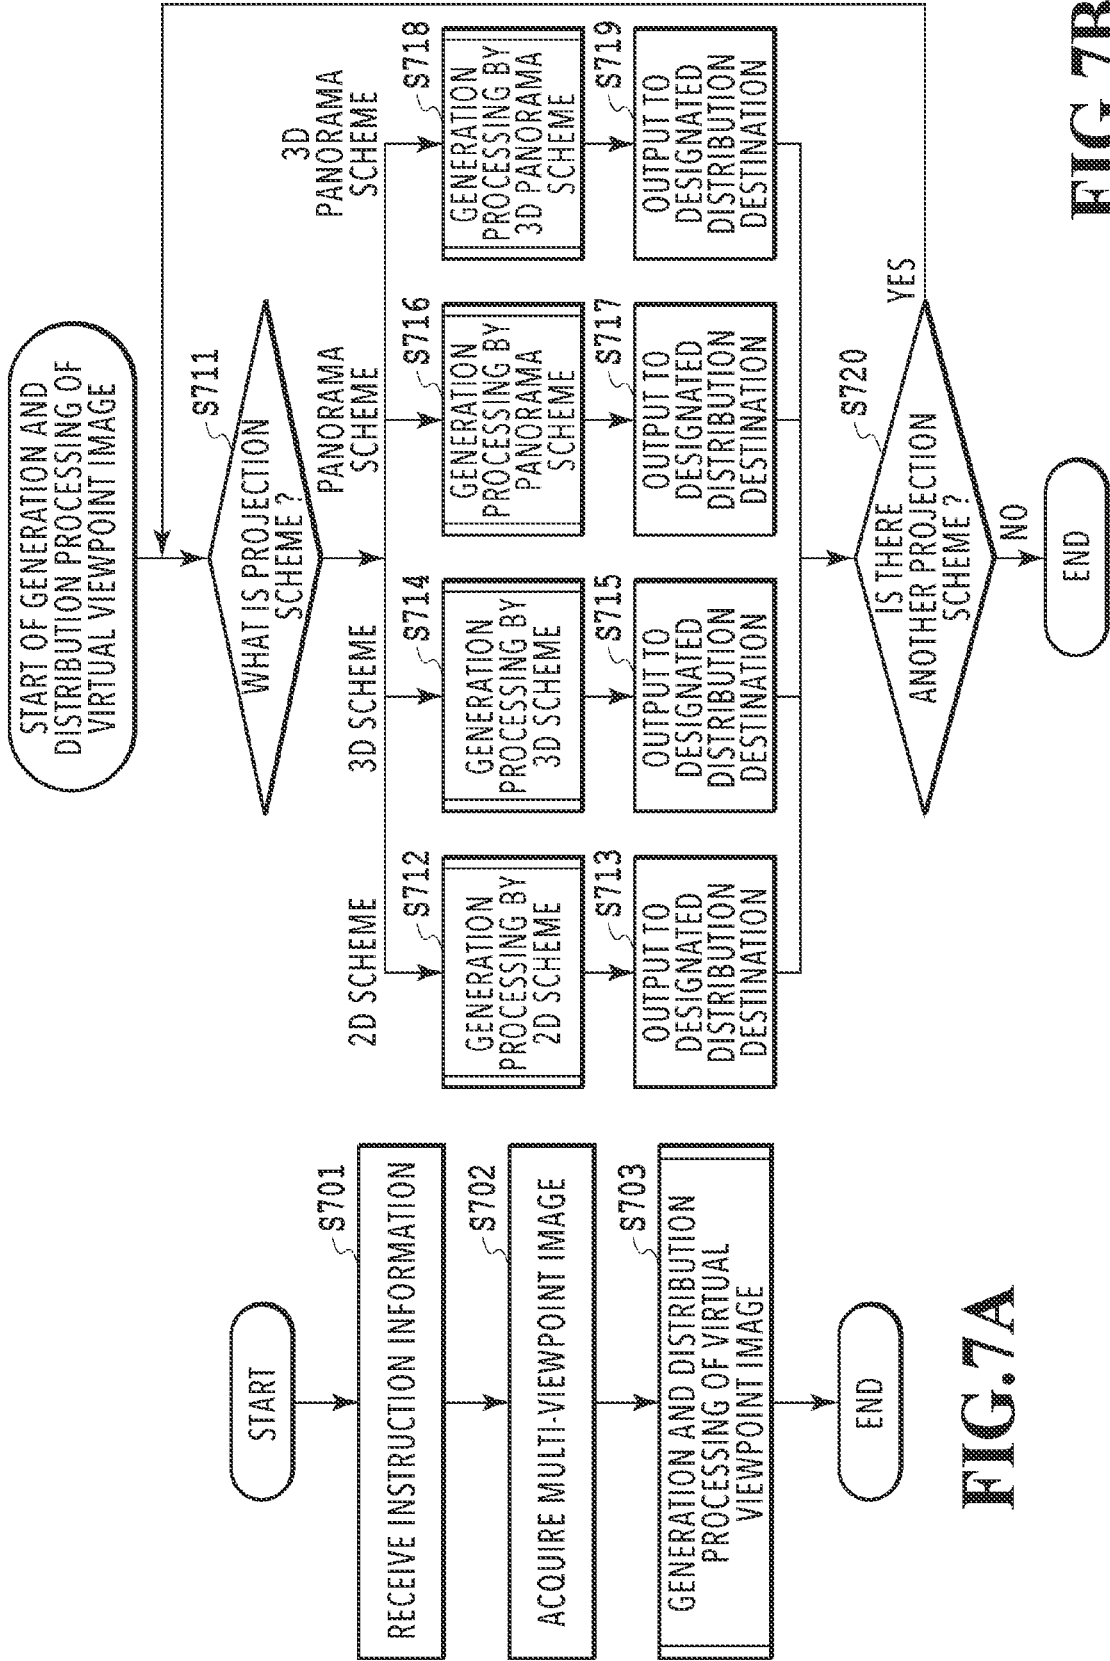 START
S701
RECEIVE INSTRUCTION INFORMATION
S702
ACQUIRE MULTI-VIEWPOINT IMAGE
S703
GENERATION AND DISTRIBUTION
PROCESSING OF VIRTUAL
VIEWPOINT IMAGE
END
FIG.7A
START OF GENERATION AND
DISTRIBUTION PROCESSING OF
VIRTUAL VIEWPOINT IMAGE
S711
WHAT IS PROJECTION
SCHEME ?
2D SCHEME
S712
GENERATION
PROCESSING BY
2D SCHEME
S713
OUTPUT TO
DESIGNATED
DISTRIBUTION
DESTINATION
3D SCHEME
S714
GENERATION
PROCESSING BY
3D SCHEME
S715
OUTPUT TO
DESIGNATED
DISTRIBUTION
DESTINATION
PANORAMA
SCHEME
S716
GENERATION
PROCESSING BY
PANORAMA
SCHEME
S717
OUTPUT TO
DESIGNATED
DISTRIBUTION
DESTINATION
3D
PANORAMA
SCHEME
S718
GENERATION
PROCESSING BY
3D PANORAMA
SCHEME
S719
OUTPUT TO
DESIGNATED
DISTRIBUTION
DESTINATION
S720
IS THERE
ANOTHER PROJECTION
SCHEME ?
YES
NO
END
FIG 7B